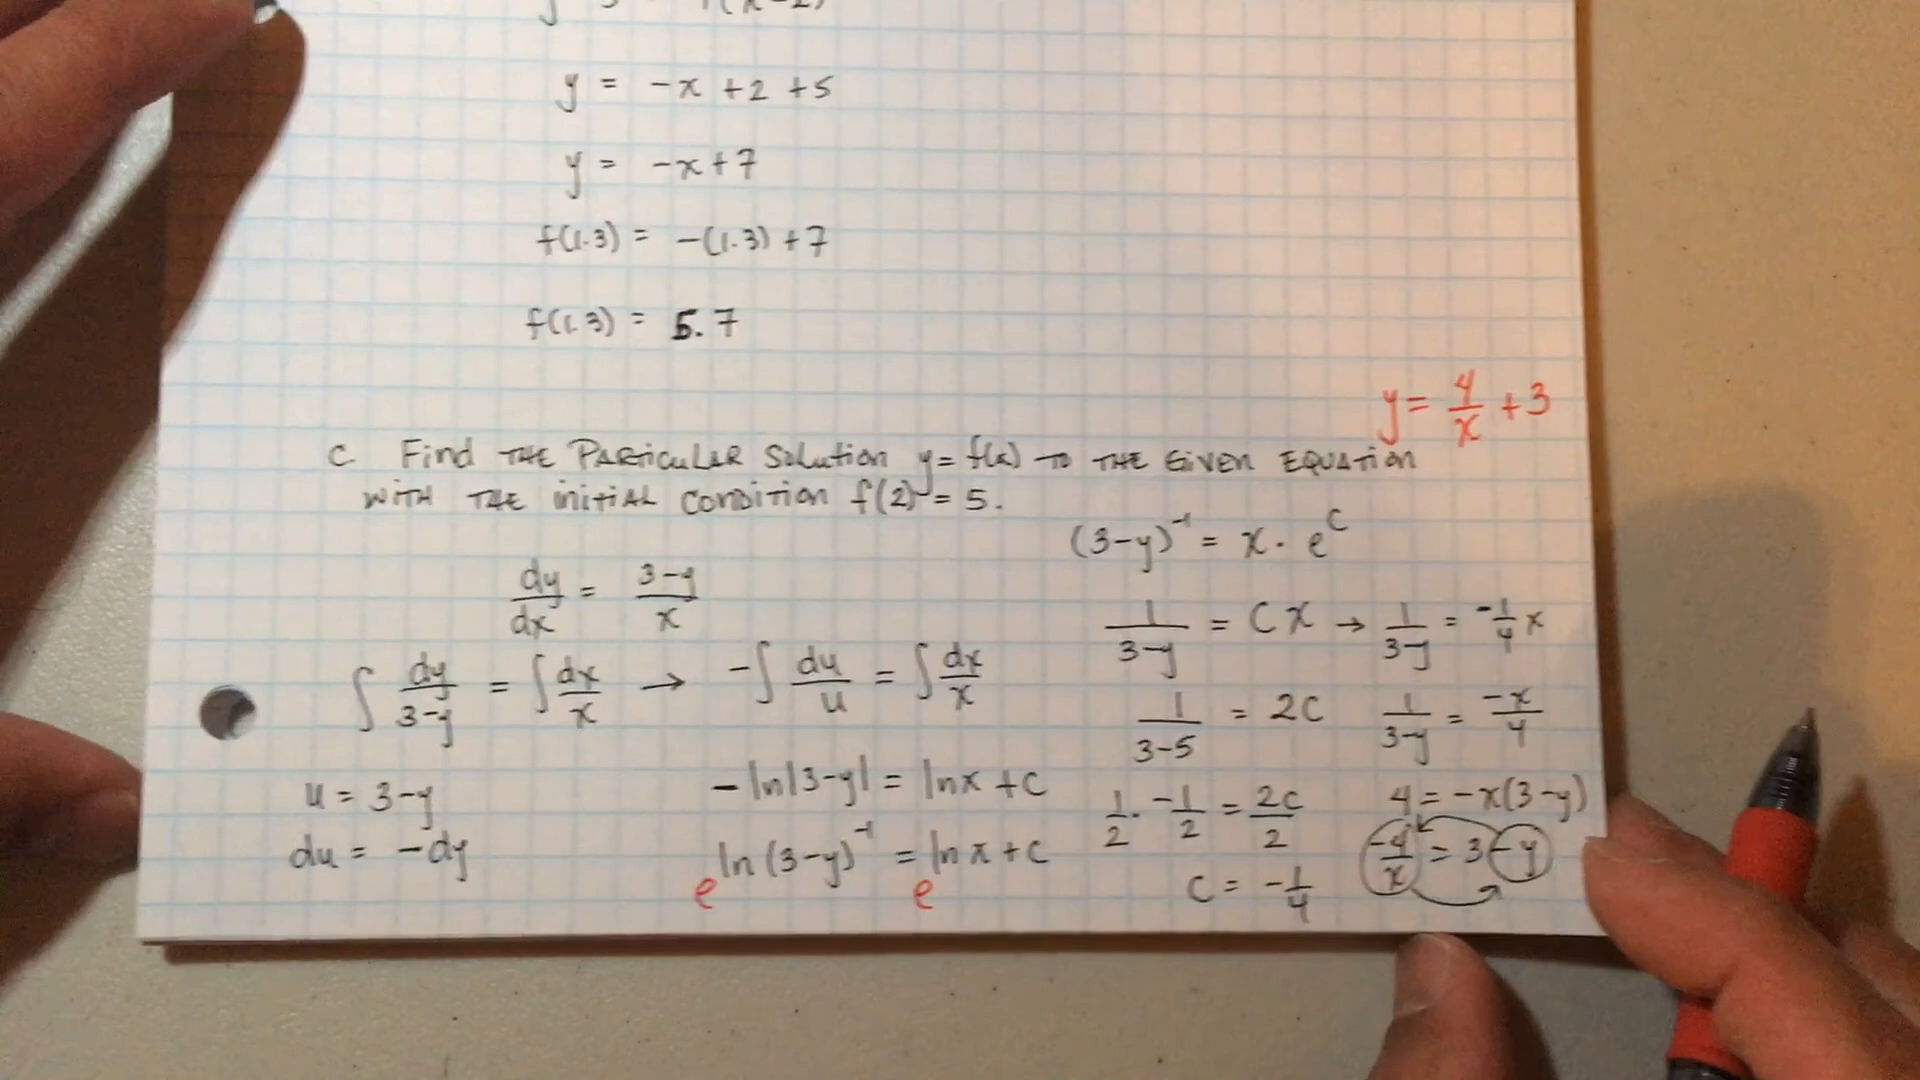 y = -x + 2 + 5
y = -x + 7
f(1.3) = -(1.3) + 7
f(1.3) = 5.7
y = 4/x + 3
C. Find THE PARTiCULAR Solution y = f(x) TO THE GIVEN EQUATION
WITH THE initiAL CONDITION f(2) = 5.
dy/dx = 3-y/x
∫ dy/3-y = ∫ dx/x → -∫ du/u = ∫ dx/x
u = 3-y
du = -dy
-ln|3-y| = lnx + c
e^ln(3-y)^-1 = e^lnx + c
(3-y)^-1 = x · e^c
1/3-y = Cx → 1/3-y = -1/4 x
1/3-5 = 2C
1/3-y = -x/4
1/2 · -1/2 = 2c/2
4 = -x(3-y)
c = -1/4
-4/x = 3-y